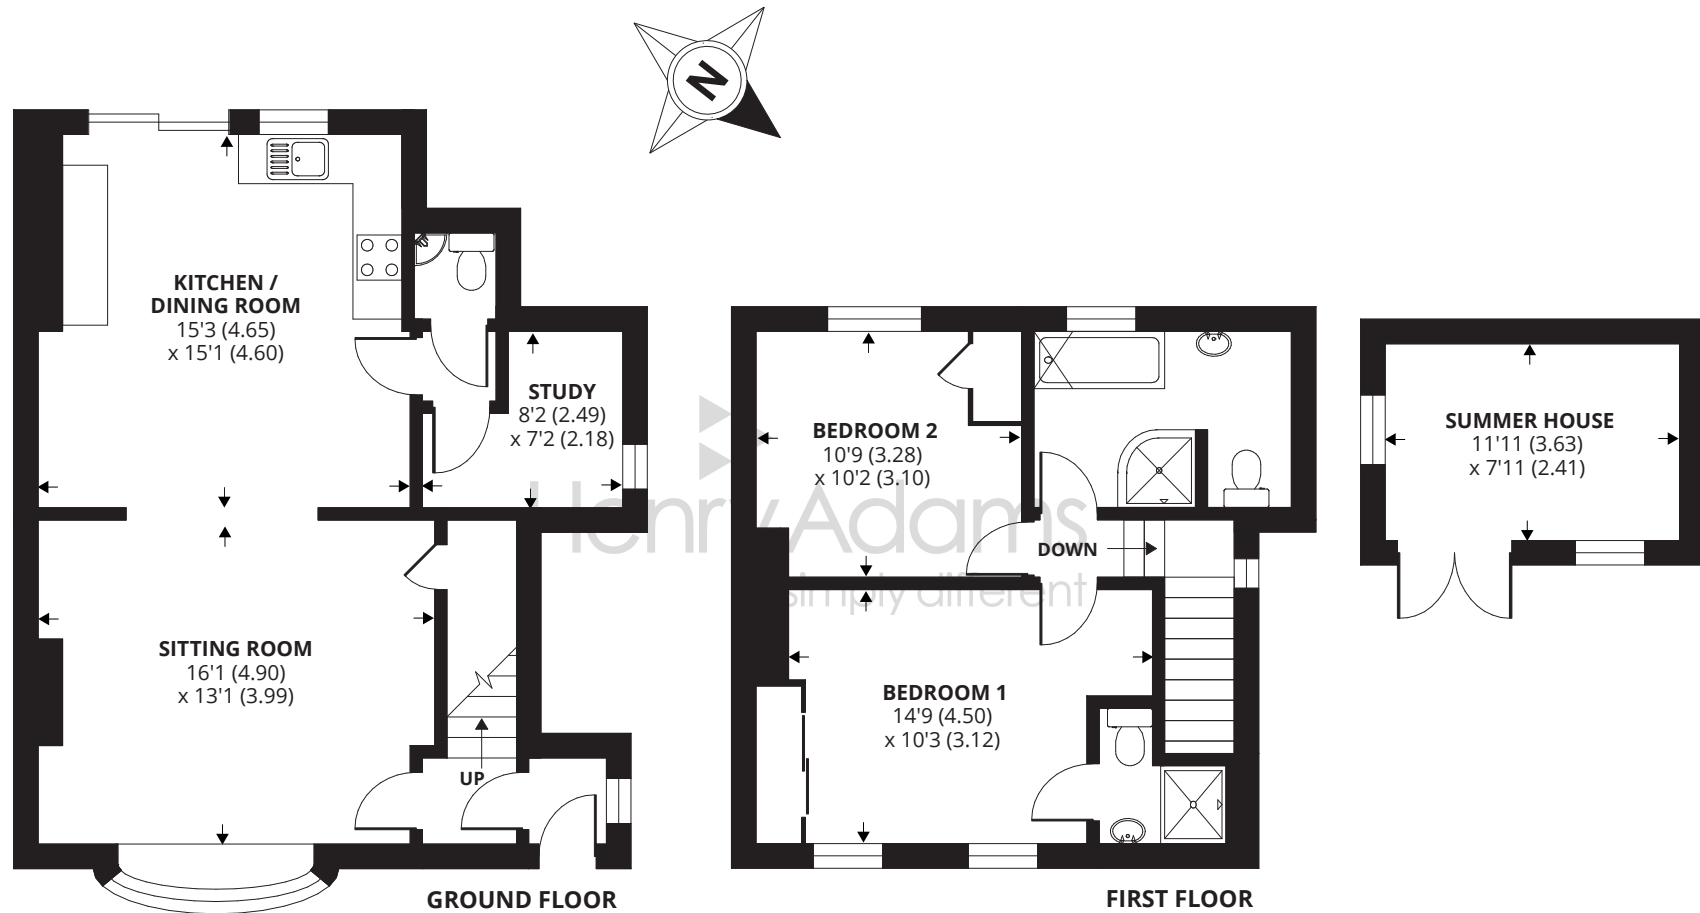 N
KITCHEN /
DINING ROOM
15'3 (4.65)
x 15'1 (4.60)
STUDY
8'2 (2.49)
x 7'2 (2.18)
SITTING ROOM
16'1 (4.90)
x 13'1 (3.99)
UP
GROUND FLOOR
BEDROOM 2
10'9 (3.28)
x 10'2 (3.10)
DOWN
BEDROOM 1
14'9 (4.50)
x 10'3 (3.12)
FIRST FLOOR
SUMMER HOUSE
11'11 (3.63)
x 7'11 (2.41)
HenryAdams
simply different